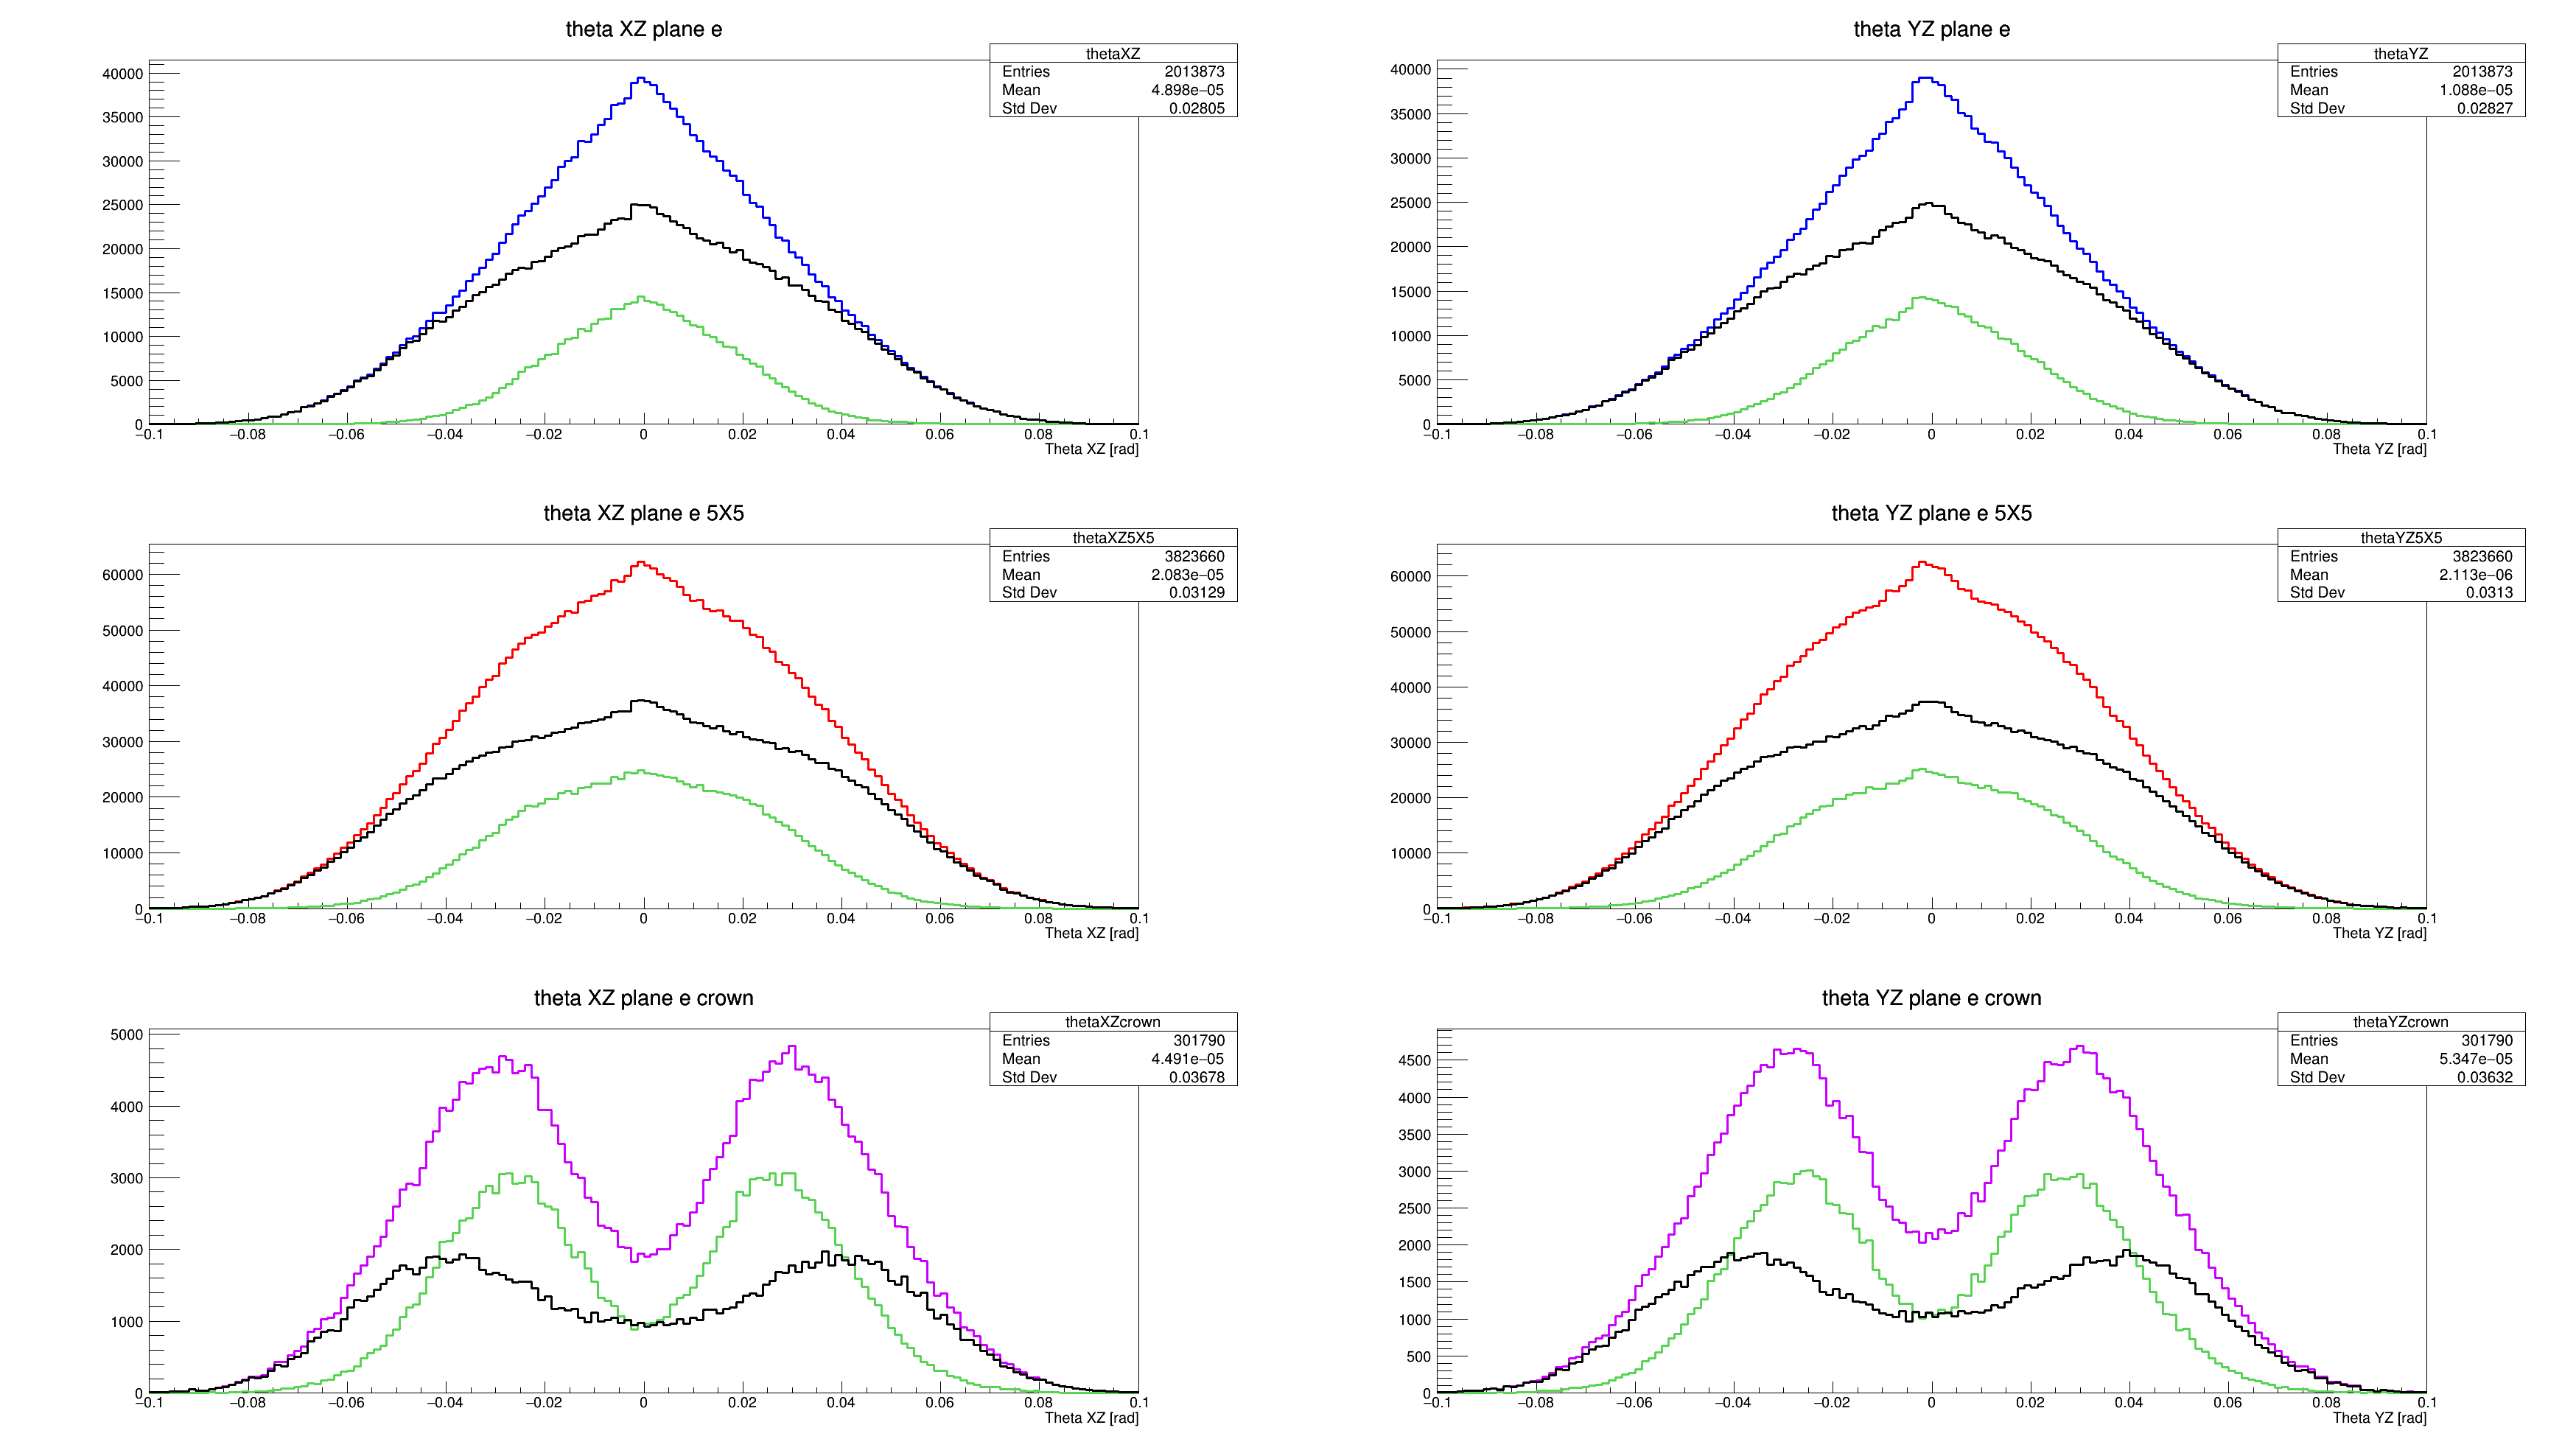 theta XZ plane e
thetaXZ
Entries 2013873
Mean 4.898e−05
Std Dev 0.02805
40000
35000
30000
25000
20000
15000
10000
5000
0
−0.1 −0.08 −0.06 −0.04 −0.02 0 0.02 0.04 0.06 0.08 0.1
Theta XZ [rad]
theta YZ plane e
thetaYZ
Entries 2013873
Mean 1.088e−05
Std Dev 0.02827
40000
35000
30000
25000
20000
15000
10000
5000
0
−0.1 −0.08 −0.06 −0.04 −0.02 0 0.02 0.04 0.06 0.08 0.1
Theta YZ [rad]
theta XZ plane e 5X5
thetaXZ5X5
Entries 3823660
Mean 2.083e−05
Std Dev 0.03129
60000
50000
40000
30000
20000
10000
0
−0.1 −0.08 −0.06 −0.04 −0.02 0 0.02 0.04 0.06 0.08 0.1
Theta XZ [rad]
theta YZ plane e 5X5
thetaYZ5X5
Entries 3823660
Mean 2.113e−06
Std Dev 0.0313
60000
50000
40000
30000
20000
10000
0
−0.1 −0.08 −0.06 −0.04 −0.02 0 0.02 0.04 0.06 0.08 0.1
Theta YZ [rad]
theta XZ plane e crown
thetaXZcrown
Entries 301790
Mean 4.491e−05
Std Dev 0.03678
5000
4000
3000
2000
1000
0
−0.1 −0.08 −0.06 −0.04 −0.02 0 0.02 0.04 0.06 0.08 0.1
Theta XZ [rad]
theta YZ plane e crown
thetaYZcrown
Entries 301790
Mean 5.347e−05
Std Dev 0.03632
4500
4000
3500
3000
2500
2000
1500
1000
500
0
−0.1 −0.08 −0.06 −0.04 −0.02 0 0.02 0.04 0.06 0.08 0.1
Theta YZ [rad]